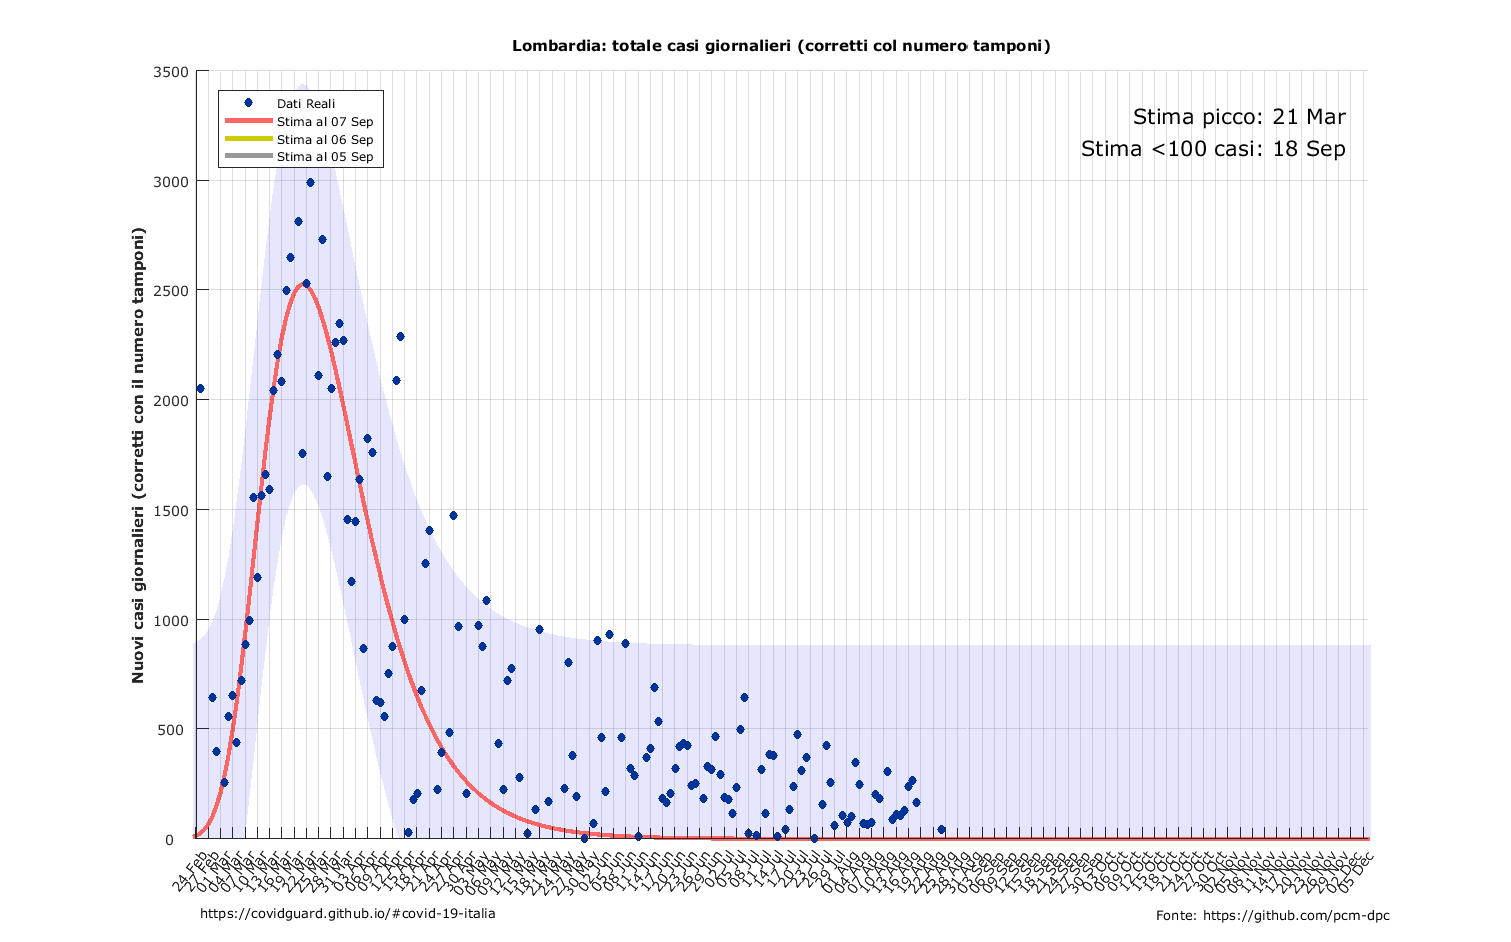 Lombardia: totale casi giornalieri (corretti col numero tamponi)
Nuovi casi giornalieri (corretti con il numero tamponi)
3500
3000
2500
2000
1500
1000
500
0
Dati Reali
Stima al 07 Sep
Stima al 06 Sep
Stima al 05 Sep
Stima picco: 21 Mar
Stima <100 casi: 18 Sep
24 Feb
27 Feb
01 Mar
04 Mar
07 Mar
10 Mar
13 Mar
16 Mar
19 Mar
22 Mar
25 Mar
28 Mar
31 Mar
03 Apr
06 Apr
09 Apr
12 Apr
15 Apr
18 Apr
21 Apr
24 Apr
27 Apr
30 Apr
03 May
06 May
09 May
12 May
15 May
18 May
21 May
24 May
27 May
30 May
02 Jun
05 Jun
08 Jun
11 Jun
14 Jun
17 Jun
20 Jun
23 Jun
26 Jun
29 Jun
02 Jul
05 Jul
08 Jul
11 Jul
14 Jul
17 Jul
20 Jul
23 Jul
26 Jul
29 Jul
01 Aug
04 Aug
07 Aug
10 Aug
13 Aug
16 Aug
19 Aug
22 Aug
25 Aug
28 Aug
31 Aug
03 Sep
06 Sep
09 Sep
12 Sep
15 Sep
18 Sep
21 Sep
24 Sep
27 Sep
30 Sep
03 Oct
06 Oct
09 Oct
12 Oct
15 Oct
18 Oct
21 Oct
24 Oct
27 Oct
30 Oct
02 Nov
05 Nov
08 Nov
11 Nov
14 Nov
17 Nov
20 Nov
23 Nov
26 Nov
29 Nov
02 Dec
05 Dec
https://covidguard.github.io/#covid-19-italia
Fonte: https://github.com/pcm-dpc